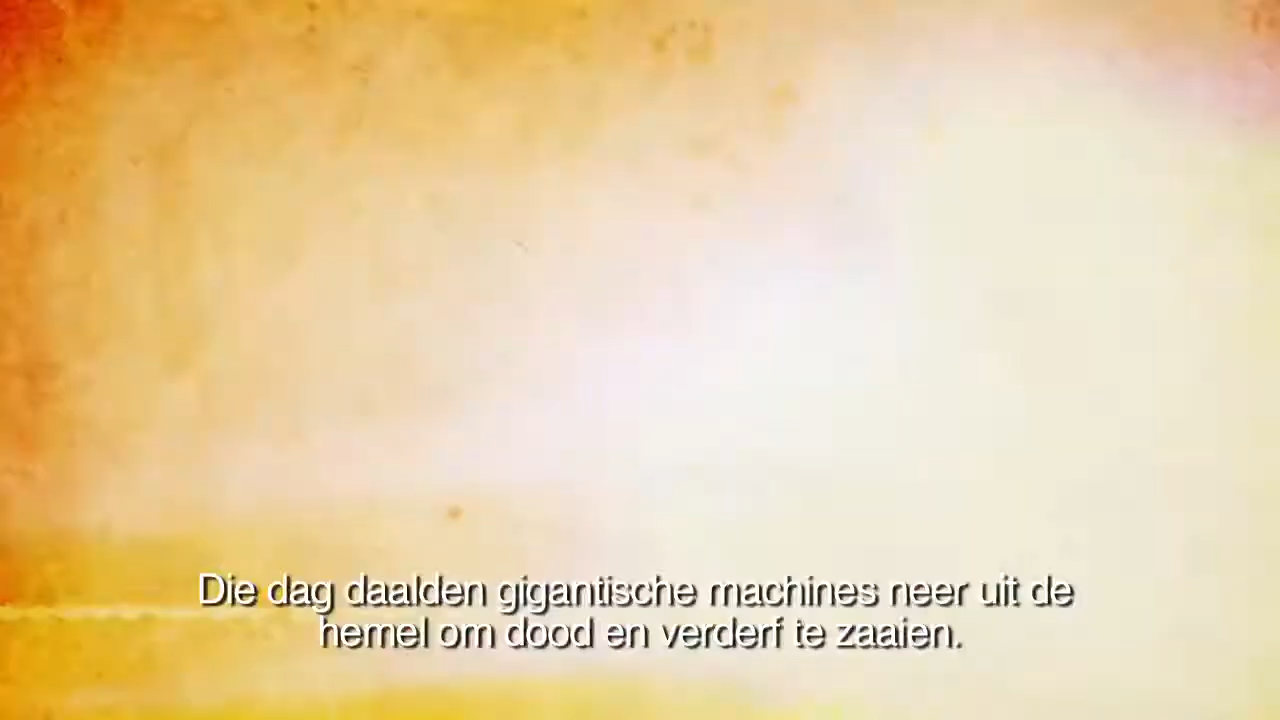 Die dag daalden gigantische machines neer uit de
hemel om dood en verderf te zaaien.